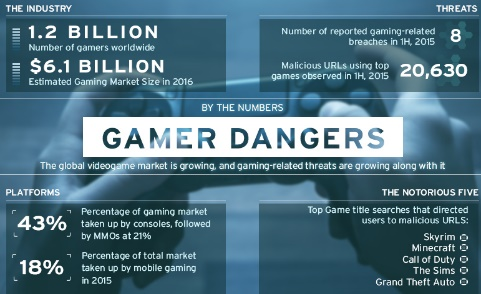 THE INDUSTRY
1.2 BILLION
Number of gamers worldwide
$6.1 BILLION
Estimated Gaming Market Size in 2016
THREATS
Number of reported gaming-related
breaches in 1H, 2015
8
Malicious URLs using top
games observed in 1H, 2015
20,630
BY THE NUMBERS
GAMER DANGERS
The global videogame market is growing, and gaming-related threats are growing along with it
PLATFORMS
43%
Percentage of gaming market
taken up by consoles, followed
by MMOs at 21%
18%
Percentage of total market
taken up by mobile gaming
in 2015
THE NOTORIOUS FIVE
Top Game title searches that directed
users to malicious URLS:
Skyrim
Minecraft
Call of Duty
The Sims
Grand Theft Auto